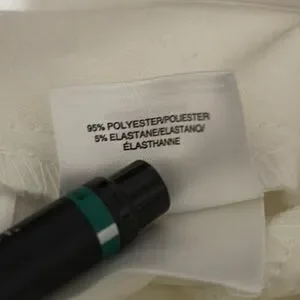 95% POLYESTER/POLIESTER
5% ELASTANE/ELASTANO/
ÉLASTHANNE